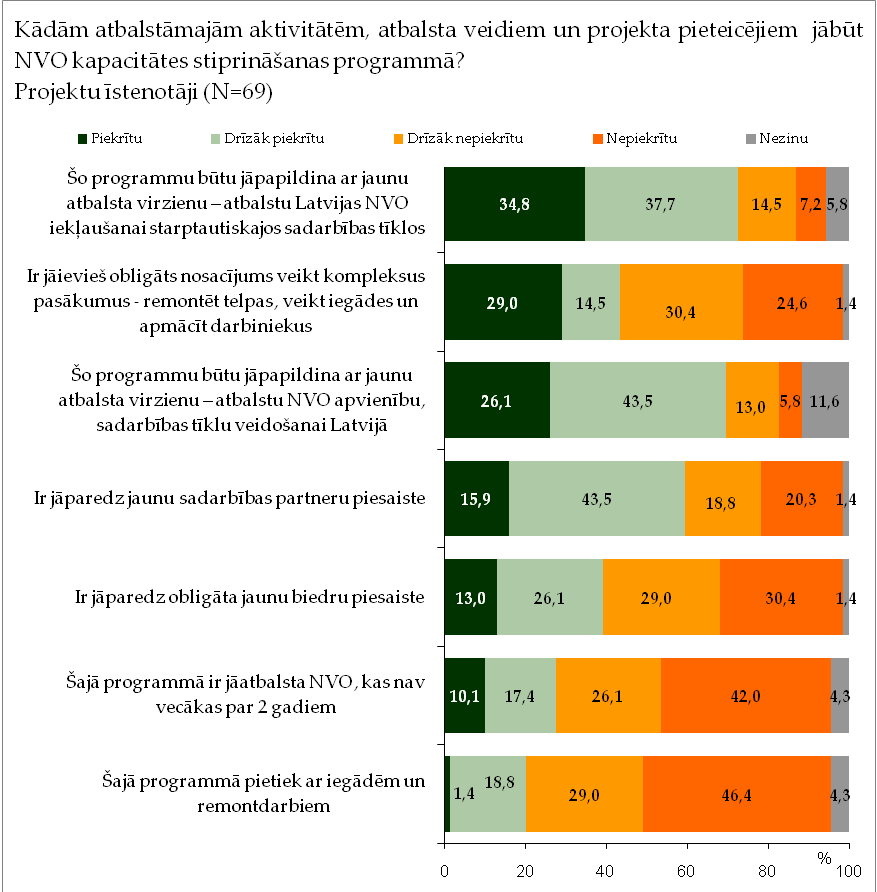 Kādām atbalstāmajām aktivitātēm, atbalsta veidiem un projekta pieteicējiem jābūt
NVO kapacitātes stiprināšanas programmā?
Projektu īstenotāji (N=69)
Piekrītu Drīzāk piekrītu Drīzāk nepiekrītu Nepiekrītu Nezinu
Šo programmu būtu jāpapildina ar jaunu
atbalsta virzienu – atbalstu Latvijas NVO
iekļaušanai starptautiskajos sadarbības tīklos
34,8 37,7 14,5 7,2 5,8
Ir jāievieš obligāts nosacījums veikt kompleksus
pasākumus - remontēt telpas, veikt iegādes un
apmācīt darbiniekus
29,0 14,5 30,4 24,6 1,4
Šo programmu būtu jāpapildina ar jaunu
atbalsta virzienu – atbalstu NVO apvienību,
sadarbības tīklu veidošanai Latvijā
26,1 43,5 13,0 5,8 11,6
Ir jāparedz jaunu sadarbības partneru piesaiste
15,9 43,5 18,8 20,3 1,4
Ir jāparedz obligāta jaunu biedru piesaiste
13,0 26,1 29,0 30,4 1,4
Šajā programmā ir jāatbalsta NVO, kas nav
vecākas par 2 gadiem
10,1 17,4 26,1 42,0 4,3
Šajā programmā pietiek ar iegādēm un
remontdarbiem
1,4 18,8 29,0 46,4 4,3
%
0 20 40 60 80 100